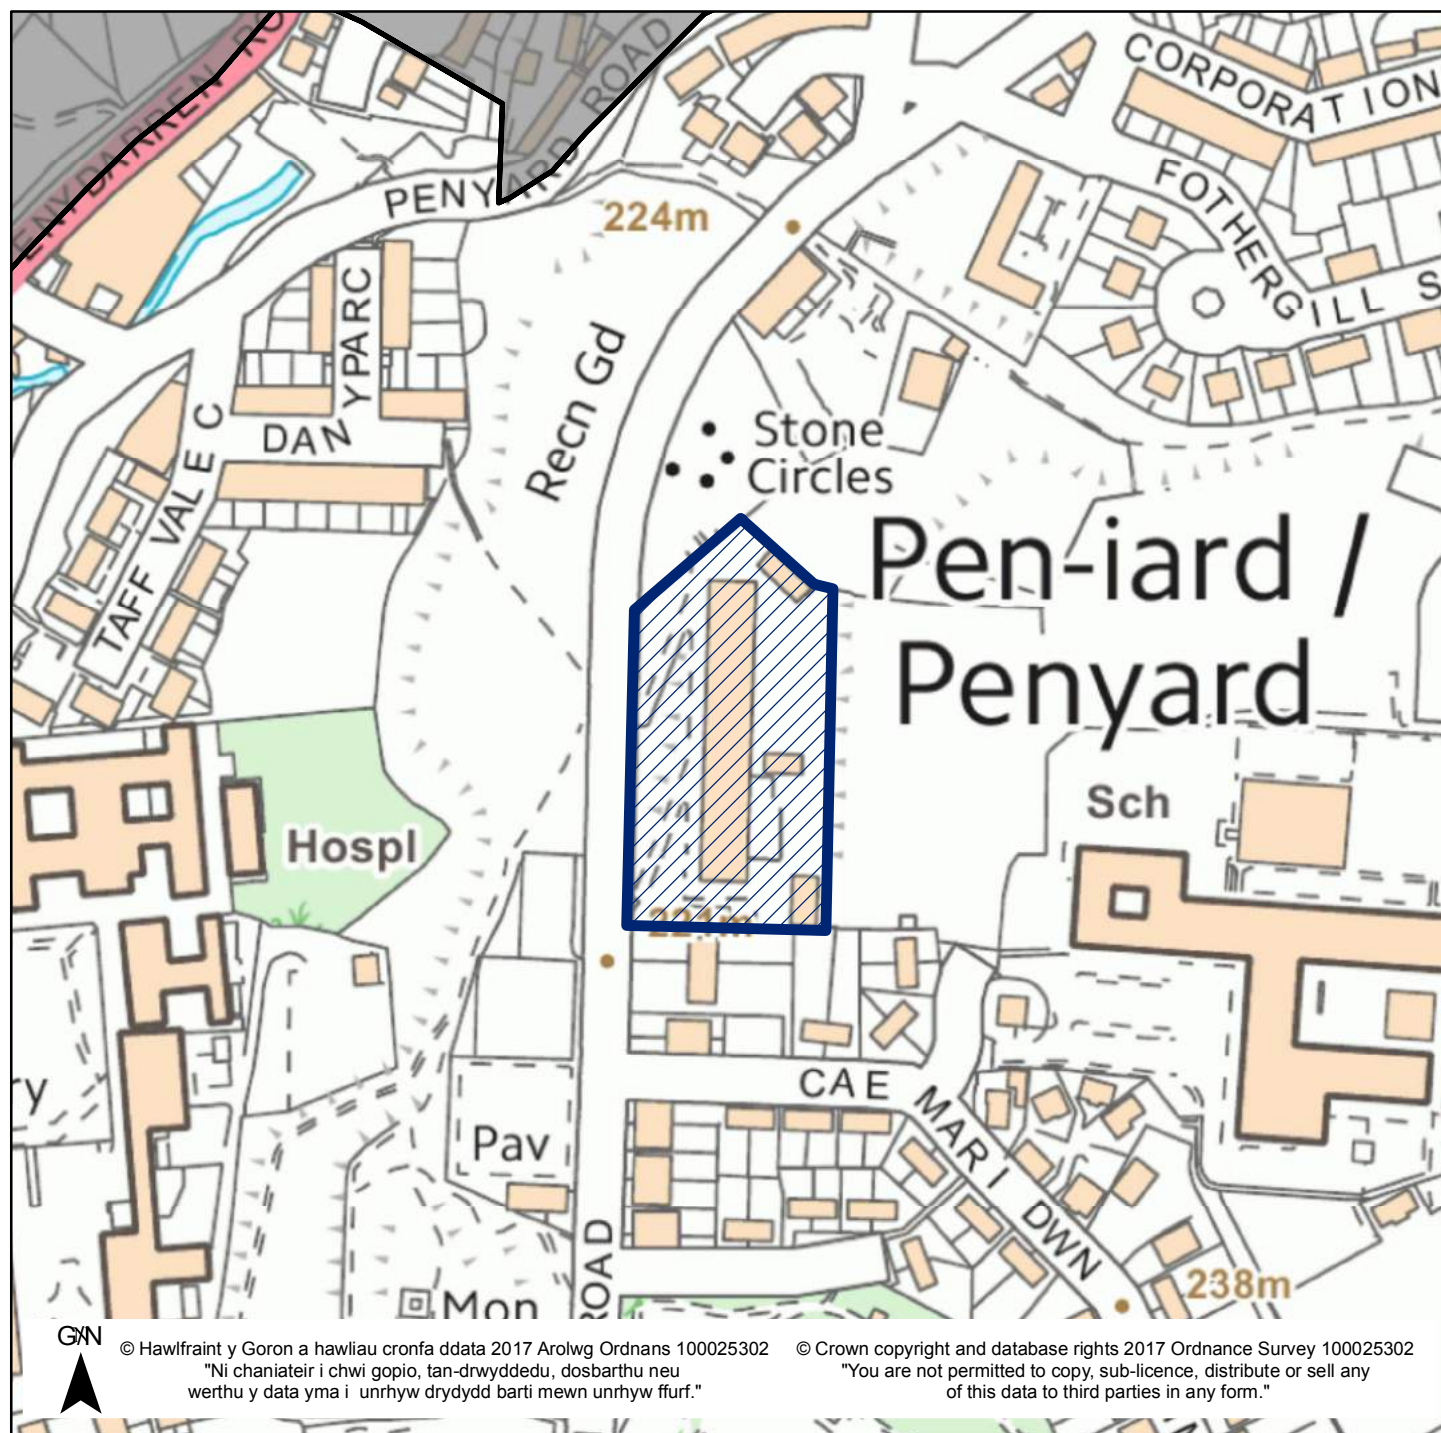 PENYDARREN RO
PENYARD ROAD
CORPORATION
FOTHERGILL S
224m
YPARC
DAN
TAFF VALE C
Recn Gd
Stone
Circles
Pen-iard /
Penyard
Sch
Hospl
221m
CAE MARI DWN
ry
Pav
ROAD
Mon
238m
G/N
© Hawlfraint y Goron a hawliau cronfa ddata 2017 Arolwg Ordnans 100025302
"Ni chaniateir i chwi gopio, tan-drwyddedu, dosbarthu neu
werthu y data yma i unrhyw drydydd barti mewn unrhyw ffurf."
© Crown copyright and database rights 2017 Ordnance Survey 100025302
"You are not permitted to copy, sub-licence, distribute or sell any
of this data to third parties in any form."